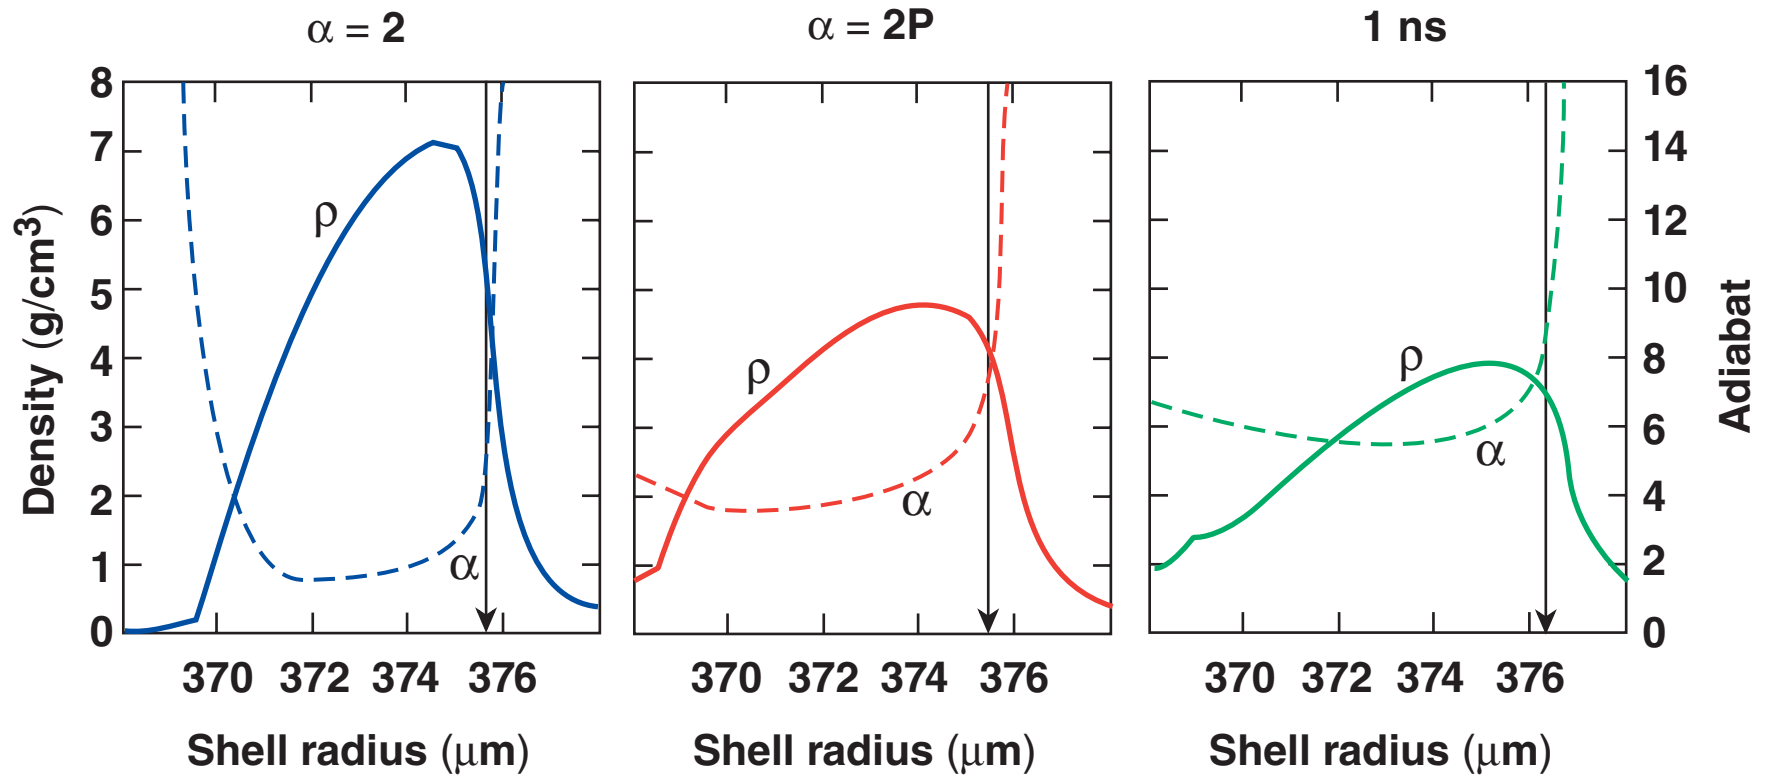 α = 2
α = 2P
1 ns
8
7
6
5
4
3
2
1
0
Density (g/cm³)
ρ
α
ρ
α
ρ
α
16
14
12
10
8
6
4
2
0
Adiabat
370 372 374 376
370 372 374 376
370 372 374 376
Shell radius (μm)
Shell radius (μm)
Shell radius (μm)